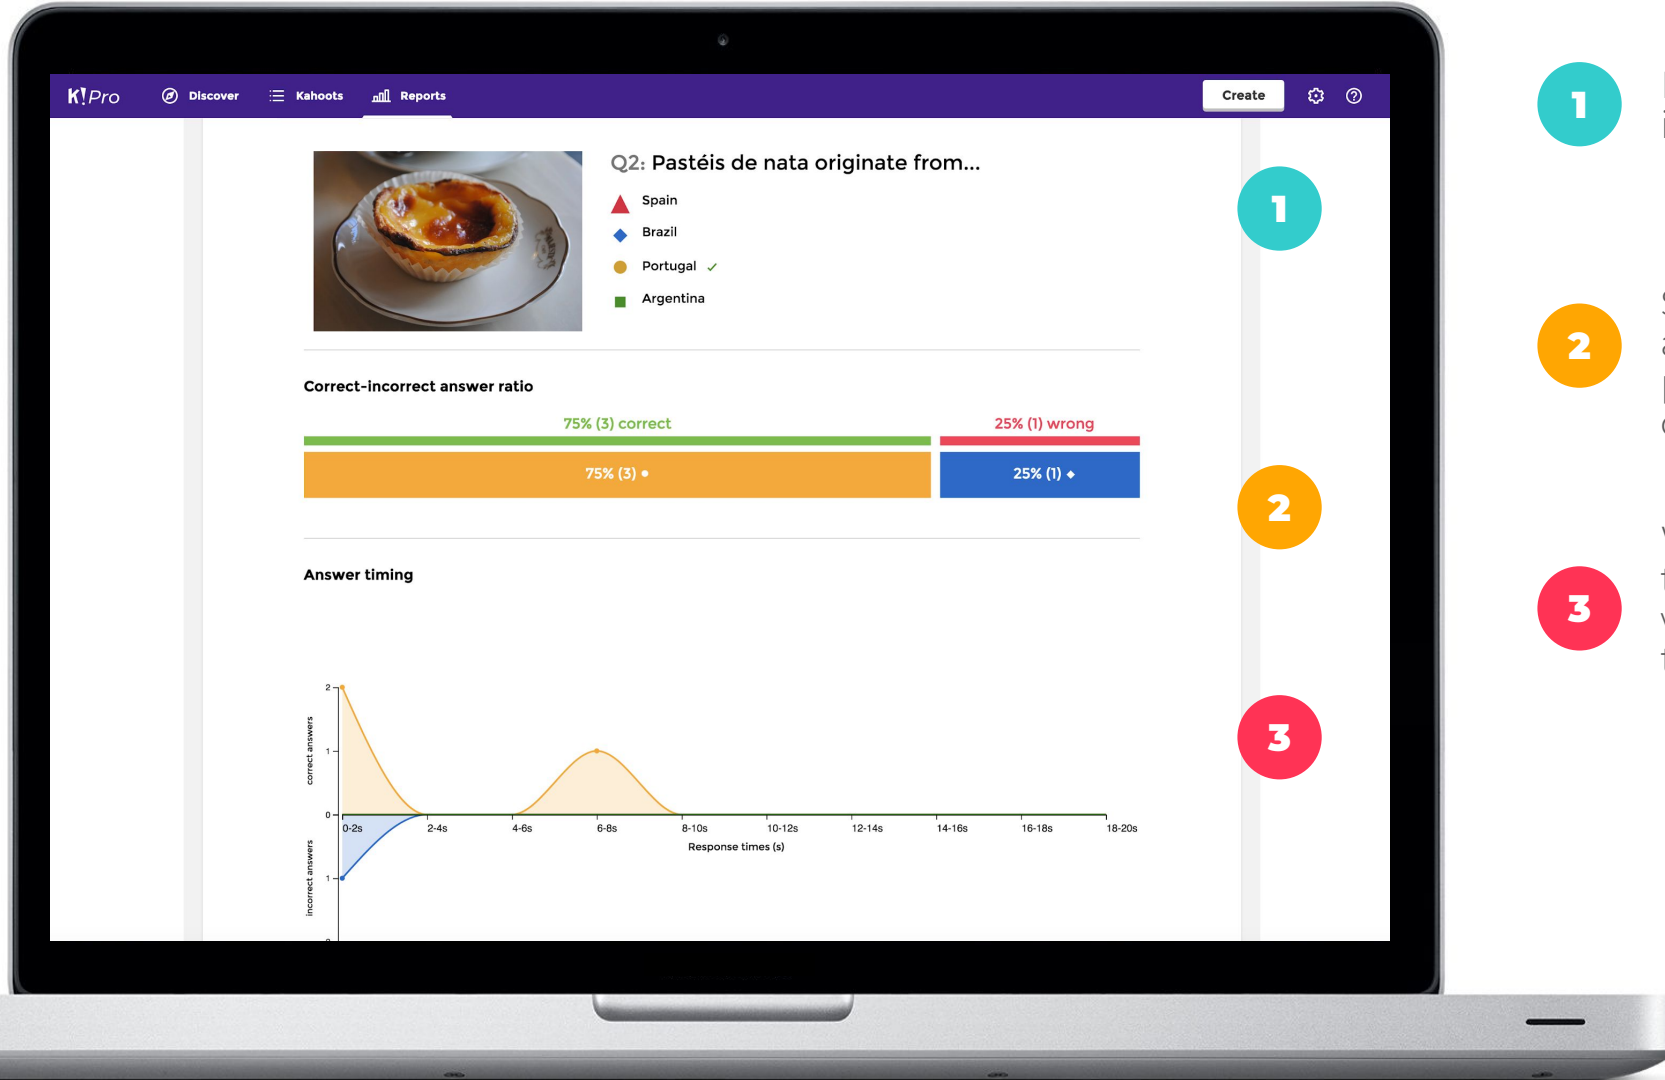 K!Pro Discover Kahoots Reports Create
1
Q2: Pastéis de nata originate from...
Spain
Brazil
Portugal
Argentina
1
Correct-incorrect answer ratio
75% (3) correct 25% (1) wrong
75% (3) 25% (1)
2
2
Answer timing
3
3
2
1
0
1
correct answers
incorrect answers
0-2s 2-4s 4-6s 6-8s 8-10s 10-12s 12-14s 14-16s 16-18s 18-20s
Response times (s)